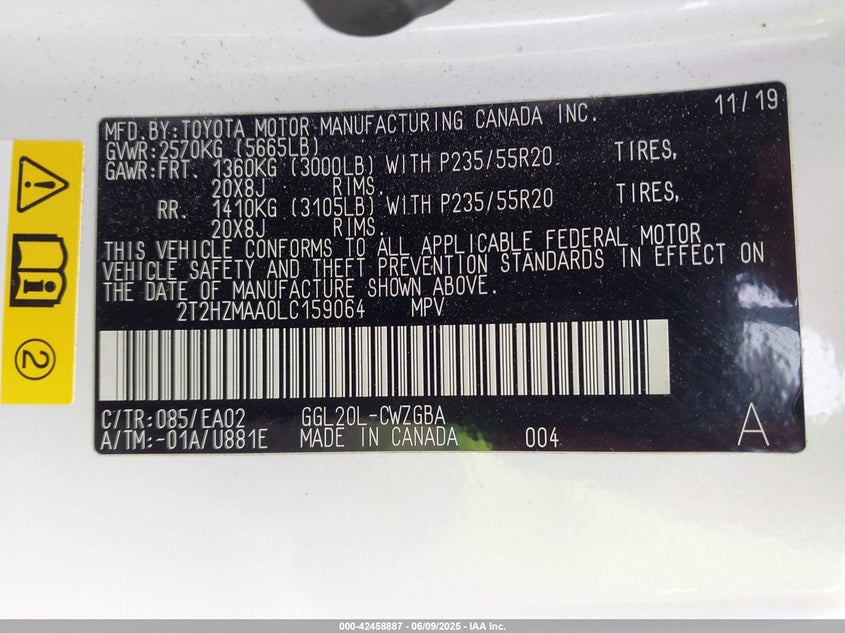 11/19
MFD.BY:TOYOTA MOTOR MANUFACTURING CANADA INC.
GVWR:2570KG (5665LB)
GAWR:FRT. 1360KG (3000LB) WITH P235/55R20 TIRES,
20X8J RIMS.
RR. 1410KG (3105LB) WITH P235/55R20 TIRES,
20X8J RIMS.
THIS VEHICLE CONFORMS TO ALL APPLICABLE FEDERAL MOTOR
VEHICLE SAFETY AND THEFT PREVENTION STANDARDS IN EFFECT ON
THE DATE OF MANUFACTURE SHOWN ABOVE.
2T2HZMAA0LC159064 MPV
C/TR:085/EA02 GGL20L-CWZGBA
A/TM:-01A/U881E MADE IN CANADA 004 A
2
000-42458887 - 06/09/2025 - IAA Inc.